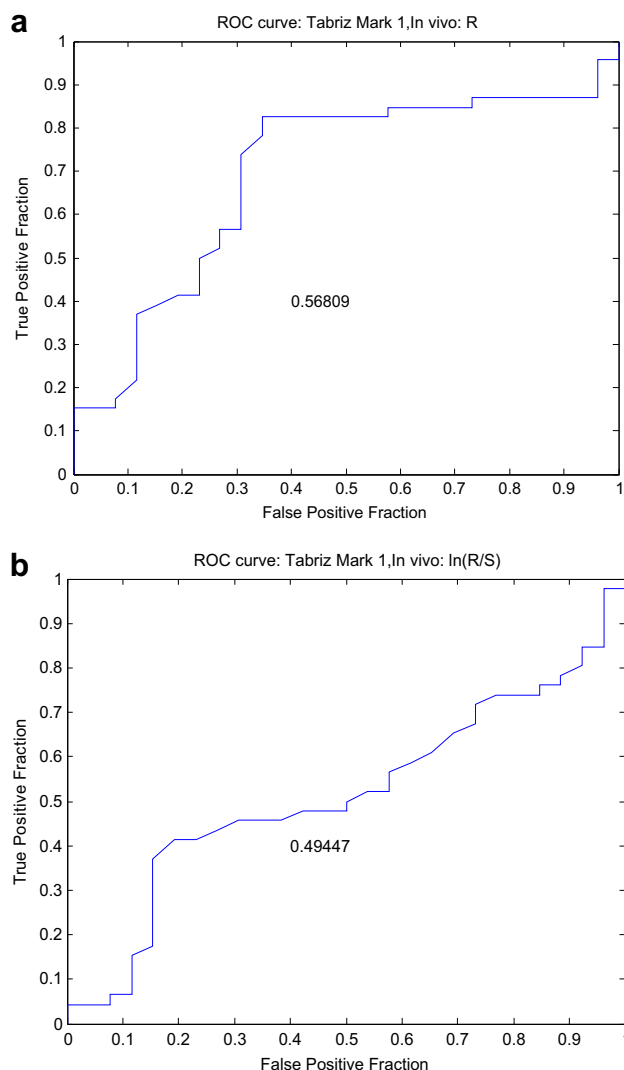 a
ROC curve: Tabriz Mark 1,In vivo: R
1
0.9
0.8
0.7
0.6
0.5
0.4
0.3
0.2
0.1
0
True Positive Fraction
0.56809
0 0.1 0.2 0.3 0.4 0.5 0.6 0.7 0.8 0.9 1
False Positive Fraction
b
ROC curve: Tabriz Mark 1,In vivo: ln(R/S)
1
0.9
0.8
0.7
0.6
0.5
0.4
0.3
0.2
0.1
0
True Positive Fraction
0.49447
0 0.1 0.2 0.3 0.4 0.5 0.6 0.7 0.8 0.9 1
False Positive Fraction